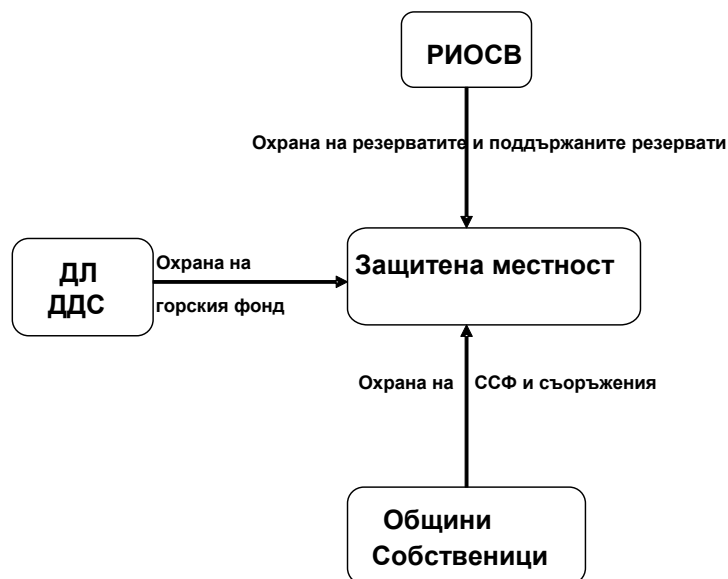 РИОСВ
Охрана на резерватите и поддържаните резервати
Защитена местност
ДЛ
ДДС
Охрана на
горския фонд
Охрана на ССФ и съоръжения
Общини
Собственици